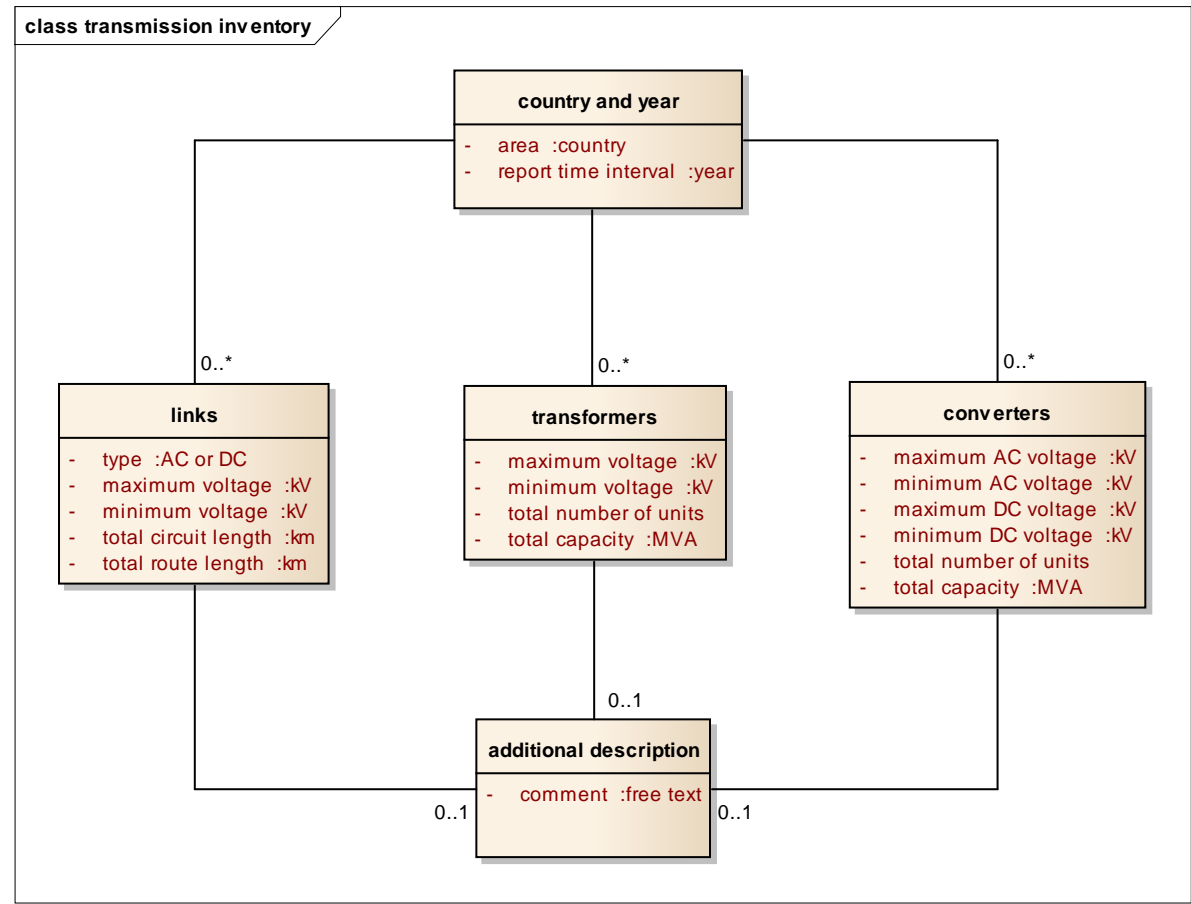 class transmission inventory
country and year
- area :country
- report time interval :year
0..*
0..*
0..*
links
- type :AC or DC
- maximum voltage :kV
- minimum voltage :kV
- total circuit length :km
- total route length :km
transformers
- maximum voltage :kV
- minimum voltage :kV
- total number of units
- total capacity :MVA
converters
- maximum AC voltage :kV
- minimum AC voltage :kV
- maximum DC voltage :kV
- minimum DC voltage :kV
- total number of units
- total capacity :MVA
0..1
additional description
- comment :free text
0..1
0..1